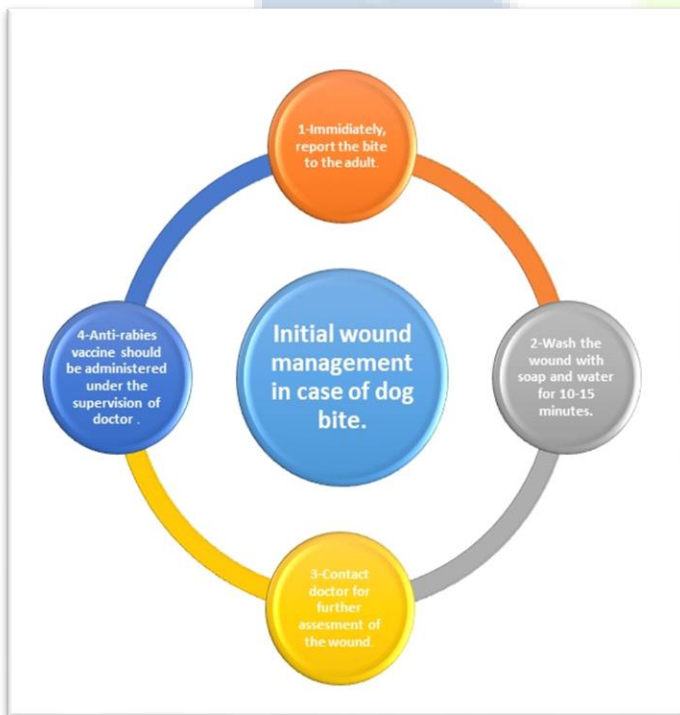 1-Immidiately,
report the bite
to the adult.
Initial wound
management
in case of dog
bite.
2-Wash the
wound with
soap and water
for 10-15
minutes.
3-Contact
doctor for
further
assesment of
the wound.
4-Anti-rabies
vaccine should
be administered
under the
supervision of
doctor .